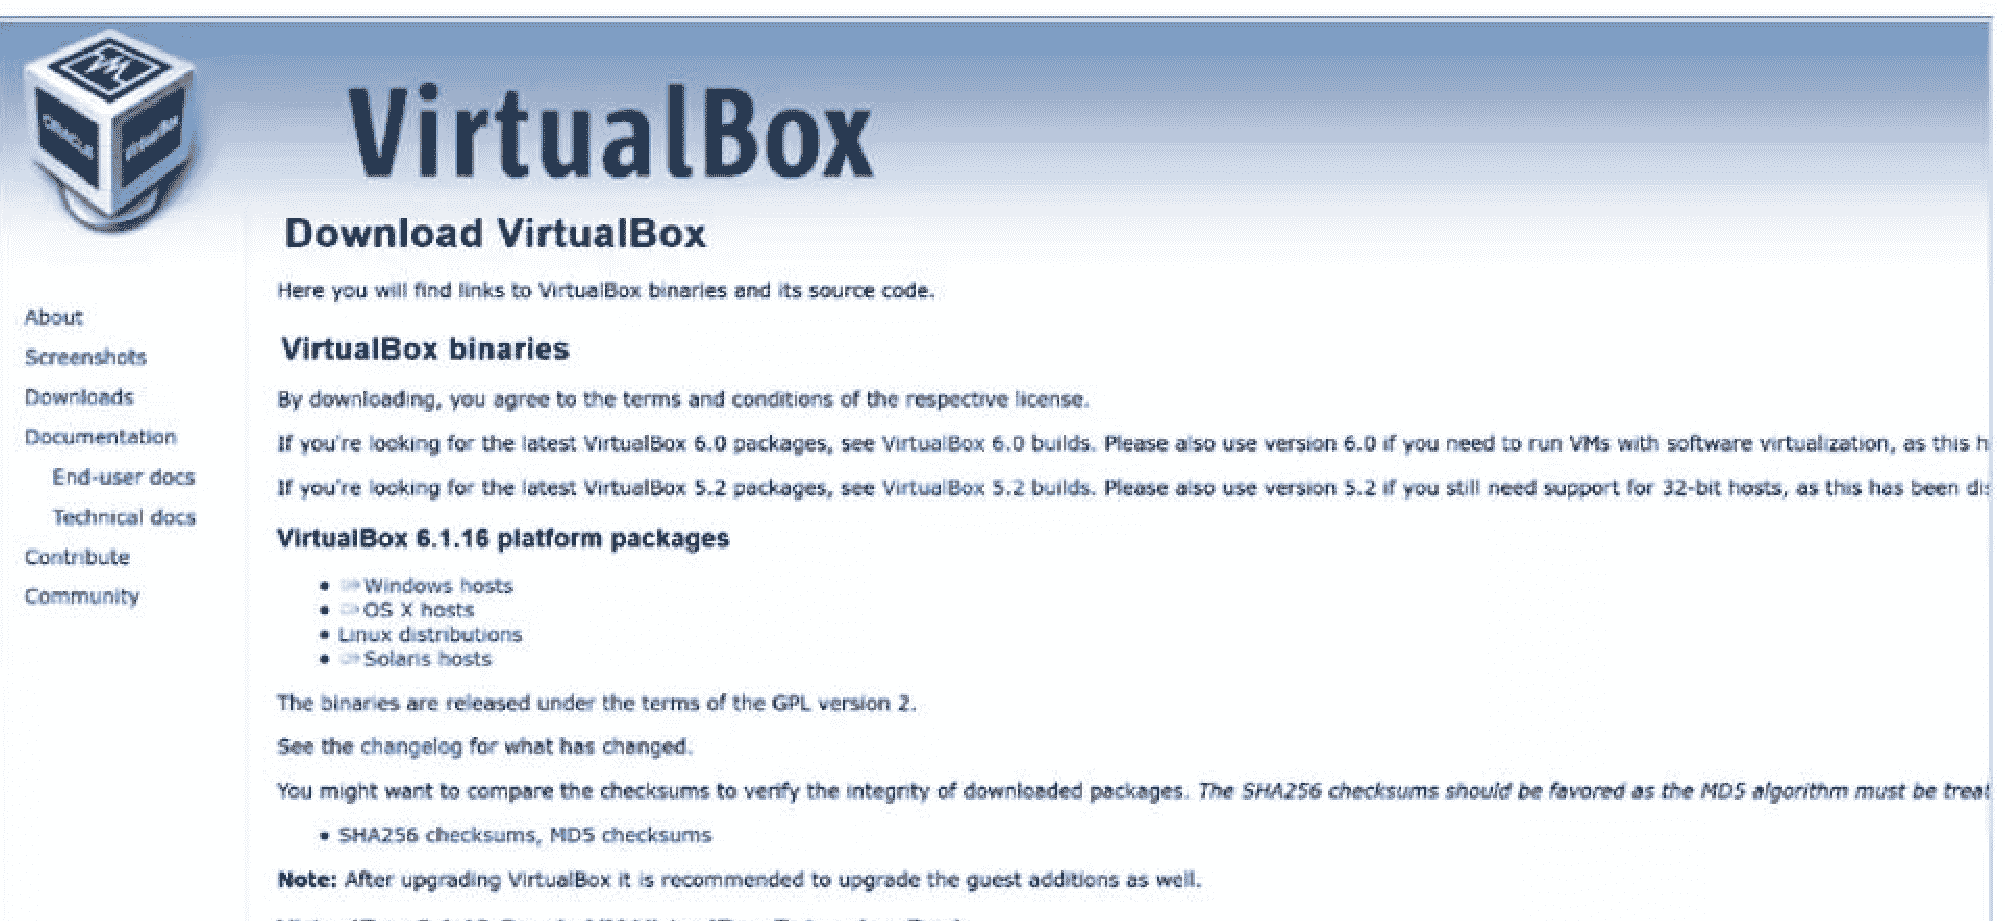 ORACLE
VirtualBox
VirtualBox
Download VirtualBox
Here you will find links to VirtualBox binaries and its source code.
About
Screenshots
Downloads
Documentation
End-user docs
Technical docs
Contribute
Community
VirtualBox binaries
By downloading, you agree to the terms and conditions of the respective license.
If you're looking for the latest VirtualBox 6.0 packages, see VirtualBox 6.0 builds. Please also use version 6.0 if you need to run VMs with software virtualization, as this h
If you're looking for the latest VirtualBox 5.2 packages, see VirtualBox 5.2 builds. Please also use version 5.2 if you still need support for 32-bit hosts, as this has been dis
VirtualBox 6.1.16 platform packages
• Windows hosts
• OS X hosts
• Linux distributions
• Solaris hosts
The binaries are released under the terms of the GPL version 2.
See the changelog for what has changed.
You might want to compare the checksums to verify the integrity of downloaded packages. The SHA256 checksums should be favored as the MD5 algorithm must be treat
• SHA256 checksums, MD5 checksums
Note: After upgrading VirtualBox it is recommended to upgrade the guest additions as well.